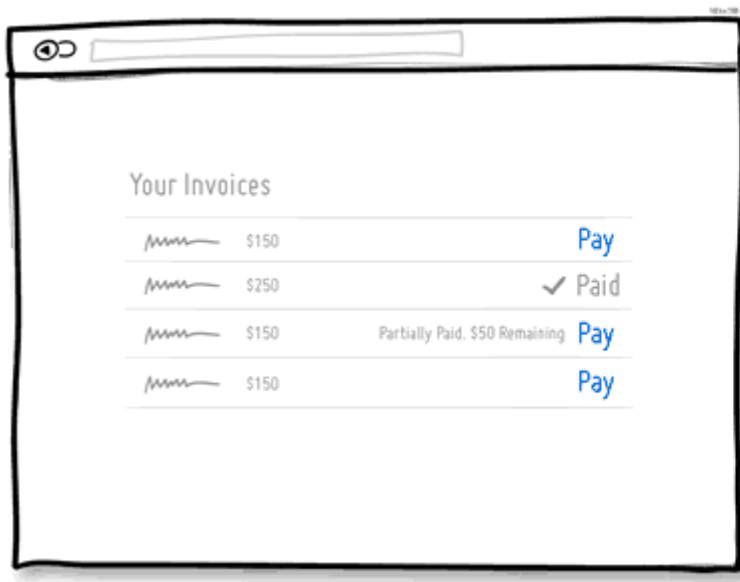 Your Invoices
$150 Pay
$250 ✓ Paid
$150 Partially Paid. $50 Remaining Pay
$150 Pay